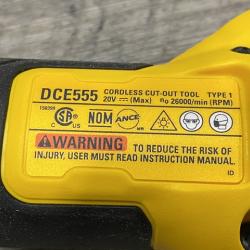 DCE555 CORDLESS CUT-OUT TOOL TYPE 1
20V ⎓ (Max) n₀ 26000/min (RPM)
NOM ANCE
WARNING TO REDUCE THE RISK OF
INJURY, USER MUST READ INSTRUCTION MANUAL.
ID